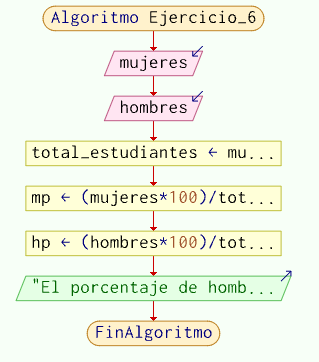 Algoritmo Ejercicio_6
mujeres
hombres
total_estudiantes ← mu...
mp ← (mujeres*100)/tot...
hp ← (hombres*100)/tot...
"El porcentaje de homb...
FinAlgoritmo